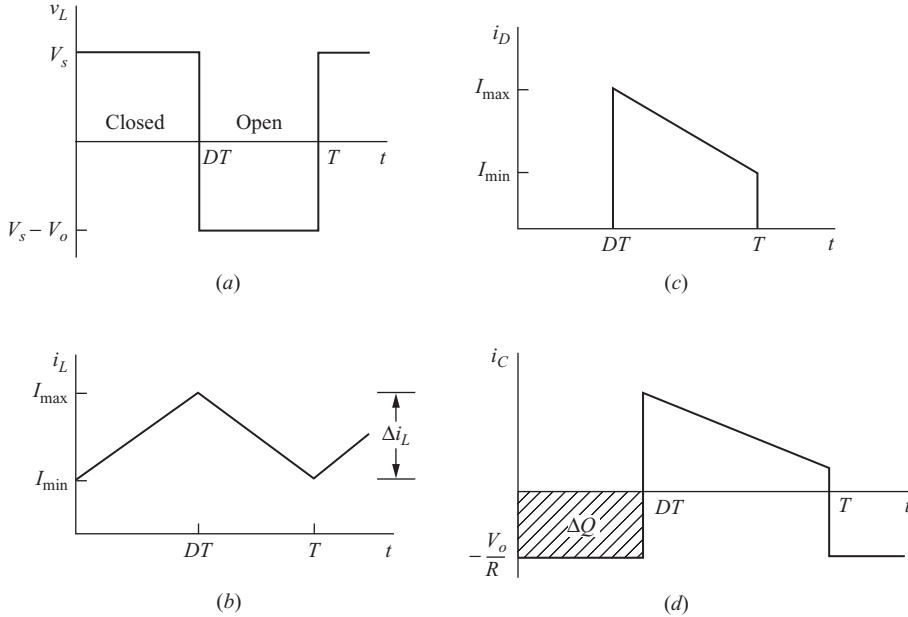 v_L
V_s
Closed
Open
DT
T
t
V_s − V_o
(a)
i_D
I_max
I_min
DT
T
t
(c)
i_L
I_max
Δi_L
I_min
DT
T
t
(b)
i_C
DT
T
t
ΔQ
− V_o/R
(d)